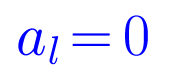 a_l = 0